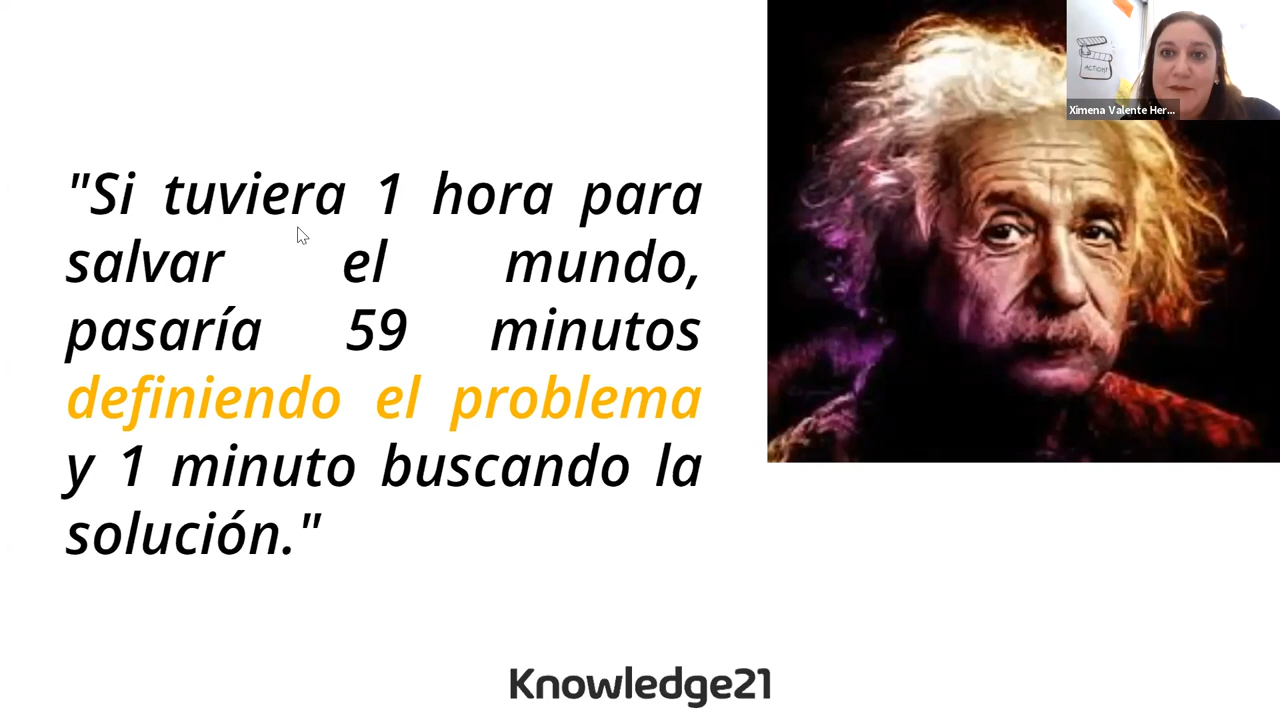 "Si tuviera 1 hora para
salvar el mundo,
pasaría 59 minutos
definiendo el problema
y 1 minuto buscando la
solución."
ACTION!
Ximena Valente Her...
Knowledge21